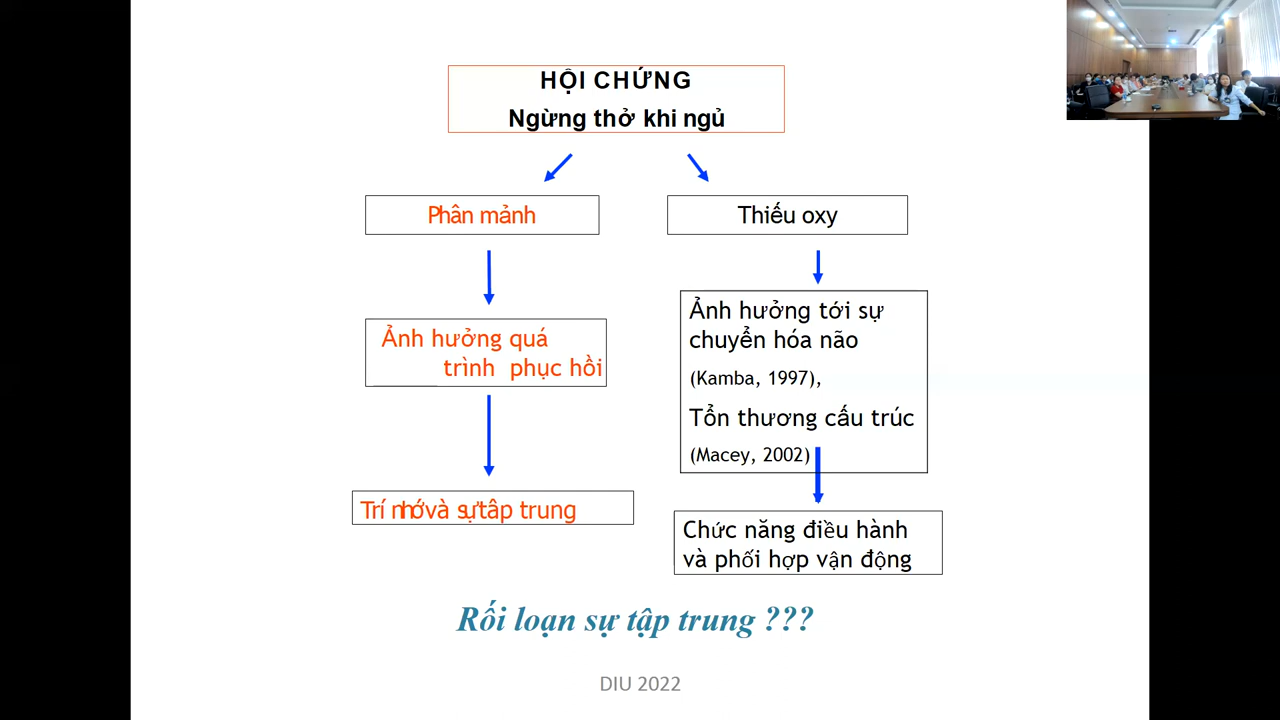 HỘI CHỨNG
Ngừng thở khi ngủ
Phân mảnh
Thiếu oxy
Ảnh hưởng quá
trình phục hồi
Ảnh hưởng tới sự
chuyển hóa não
(Kamba, 1997),
Tổn thương cấu trúc
(Macey, 2002)
Trí nhớ và sự tâp trung
Chức năng điều hành
và phối hợp vận động
Rối loạn sự tập trung ???
DIU 2022